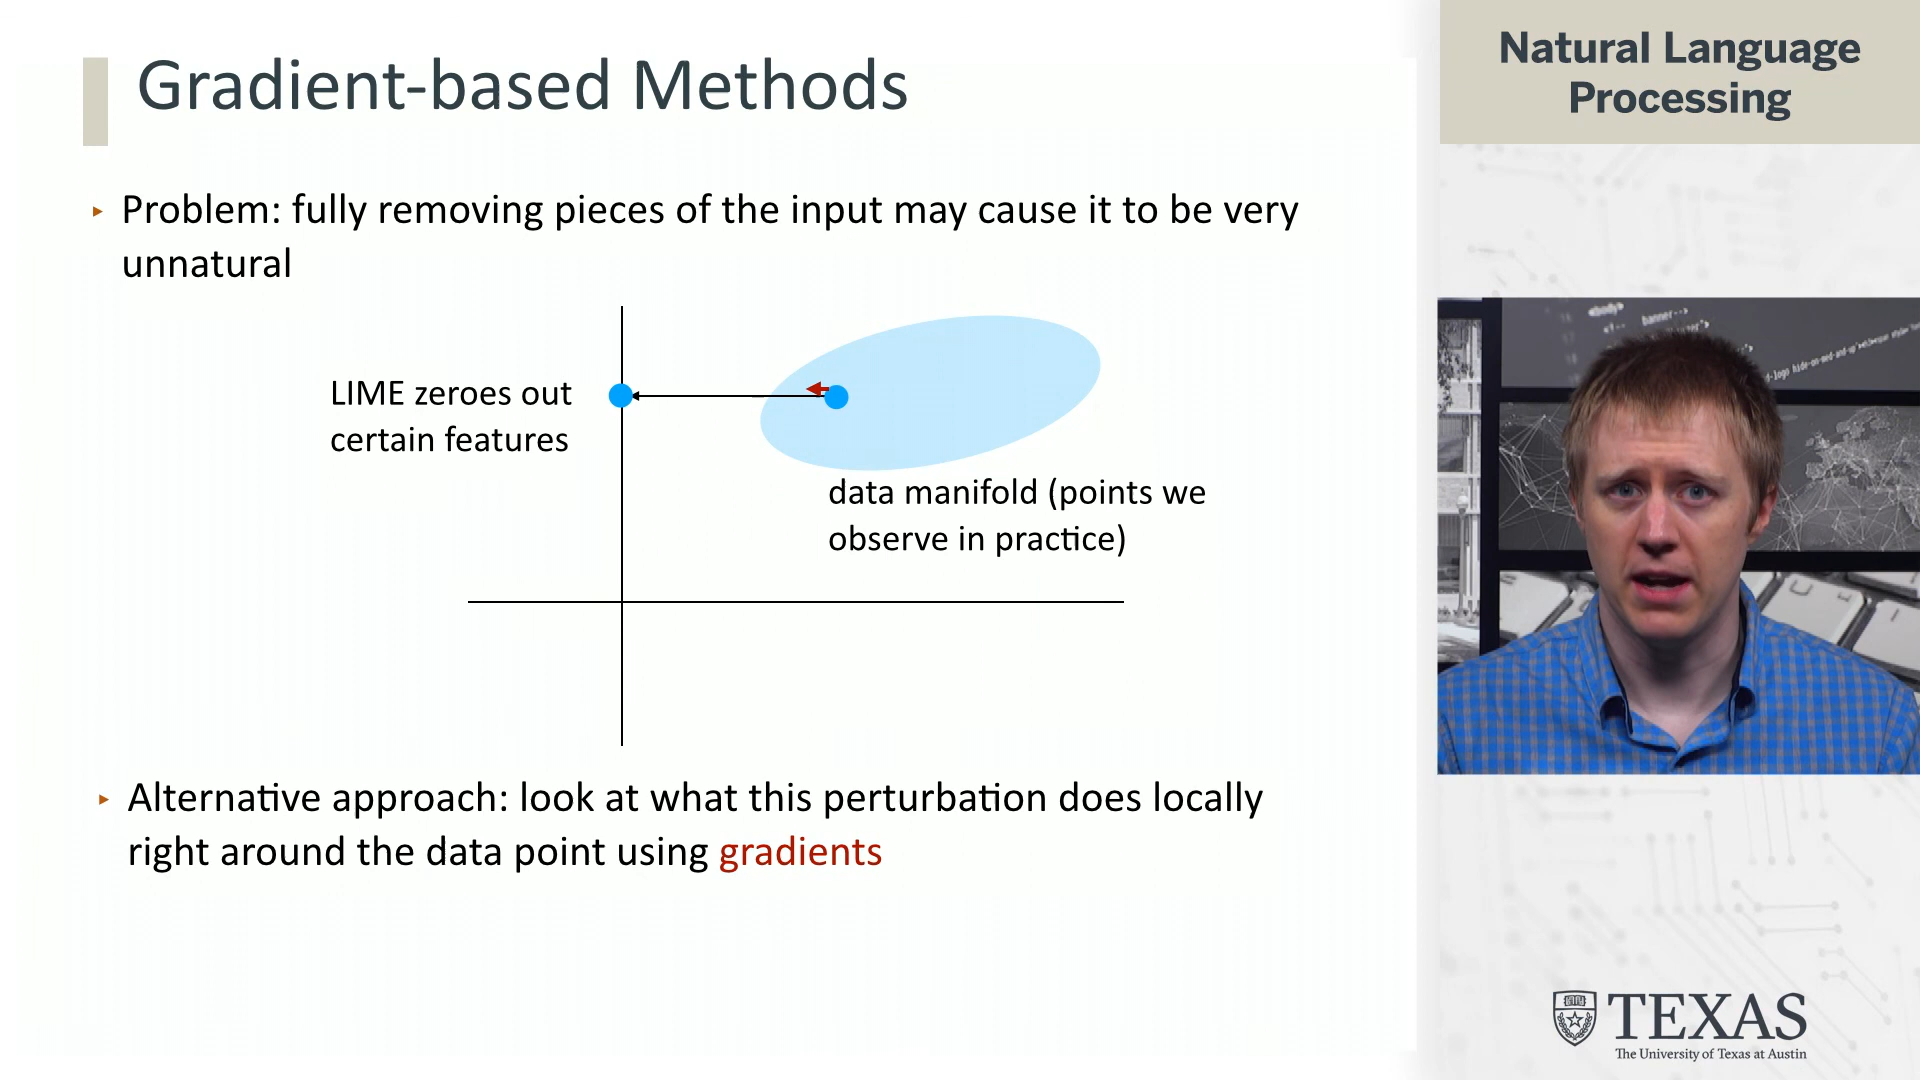 Gradient-based Methods
Natural Language
Processing
▸ Problem: fully removing pieces of the input may cause it to be very
unnatural
LIME zeroes out
certain features
data manifold (points we
observe in practice)
▸ Alternative approach: look at what this perturbation does locally
right around the data point using gradients
<body>
banner-->
TEXAS
The University of Texas at Austin